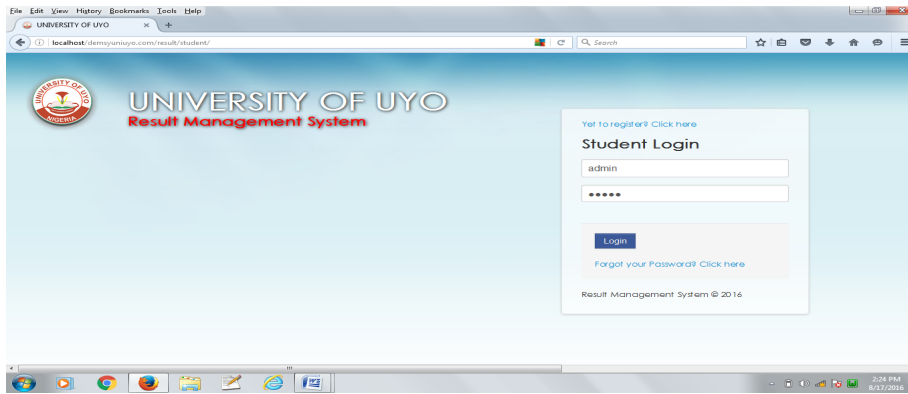 File Edit View History Bookmarks Tools Help
UNIVERSITY OF UYO × +
localhost/demsyuniuyo.com/result/student/
Search
UNIVERSITY OF UYO
NIGERIA
UNIVERSITY OF UYO
Result Management System
Yet to register? Click here
Student Login
admin
•••••
Login
Forgot your Password? Click here
Result Management System © 2016
2:24 PM
8/17/2016